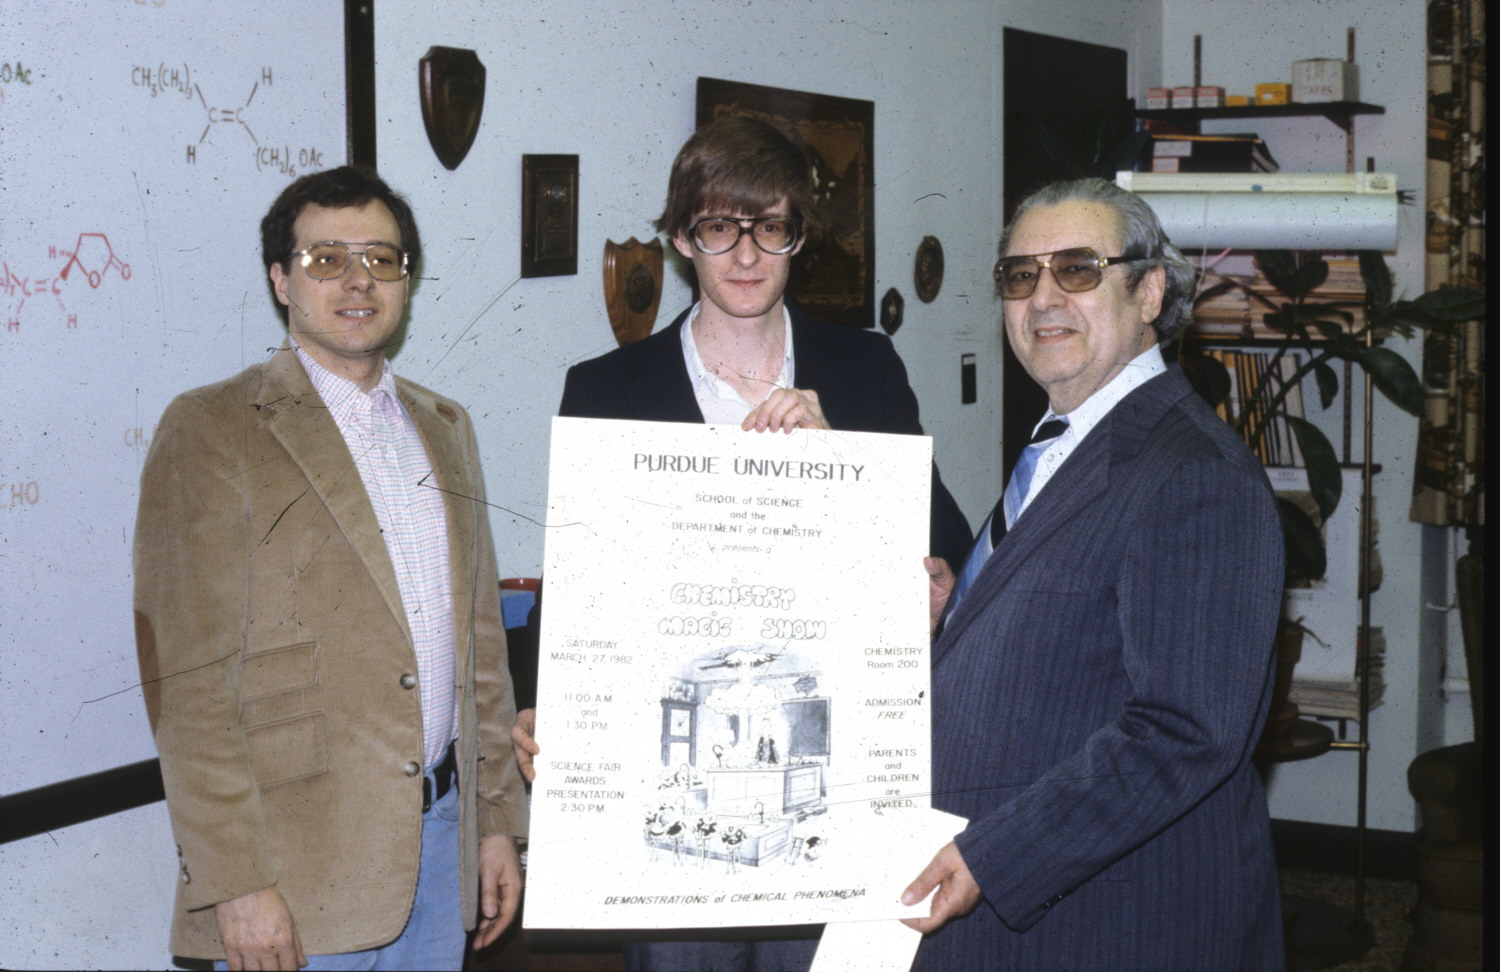 OAc
CH3(CH2)3
H
C=C
H
(CH2)6 OAc
H
O
O
C=C
H
H
CHO
PURDUE UNIVERSITY
SCHOOL of SCIENCE
and the
DEPARTMENT of CHEMISTRY
presents a
CHEMISTRY
MAGIC SHOW
SATURDAY
MARCH 27, 1982
11:00 A.M
and
1:30 PM
SCIENCE FAIR
AWARDS
PRESENTATION
2:30 P.M
CHEMISTRY
Room 200
ADMISSION
FREE
PARENTS
and
CHILDREN
are
INVITED.
DEMONSTRATIONS of CHEMICAL PHENOMENA